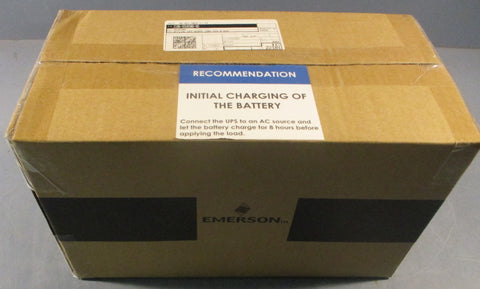 RECOMMENDATION
INITIAL CHARGING OF
THE BATTERY
Connect the UPS to an AC source and
let the battery charge for 8 hours before
applying the load.
EMERSON